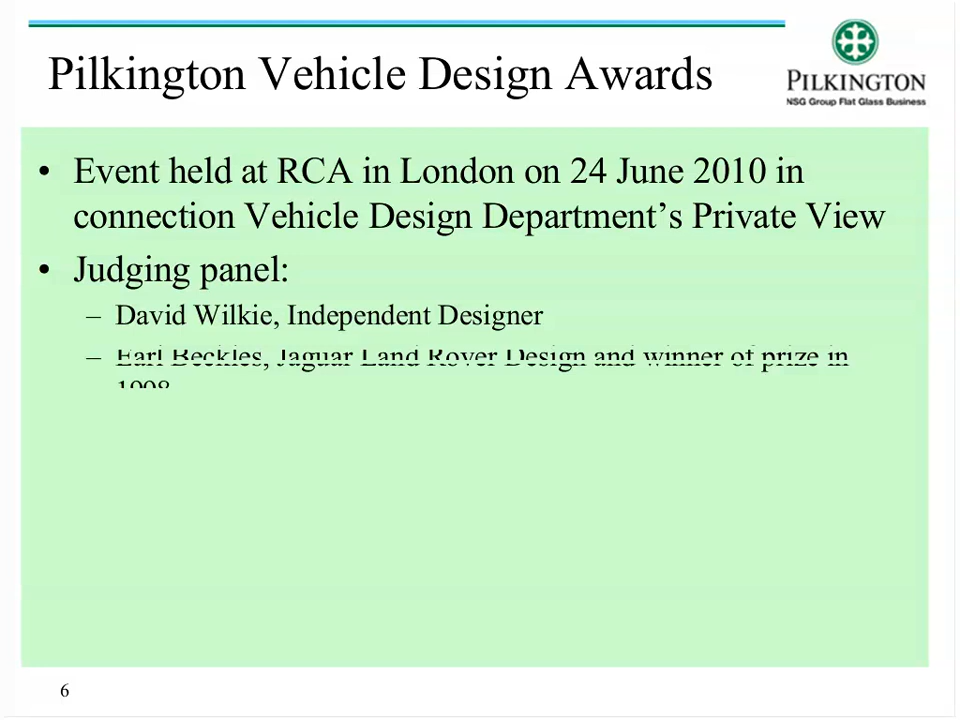 Pilkington Vehicle Design Awards
PILKINGTON
NSG Group Flat Glass Business
• Event held at RCA in London on 24 June 2010 in
connection Vehicle Design Department’s Private View
• Judging panel:
– David Wilkie, Independent Designer
– Earl Beckles, Jaguar Land Rover Design and winner of prize in
1998
6